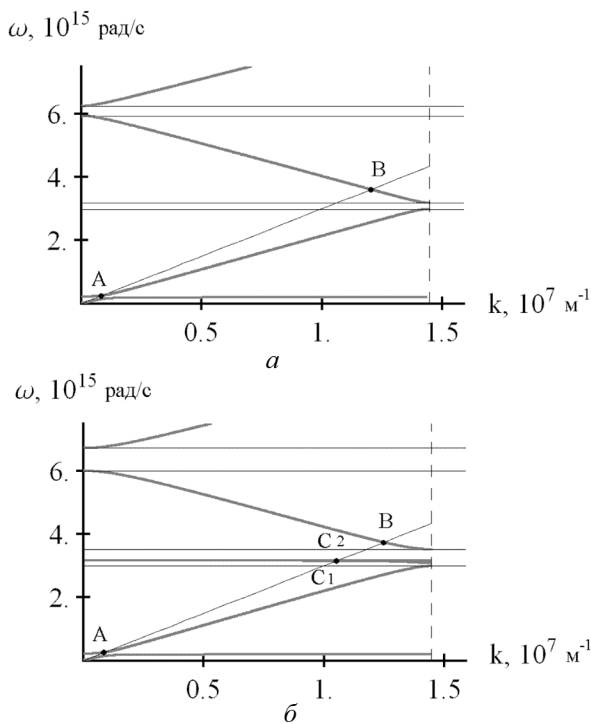 ω, 10¹⁵ рад/с
6.
B
4.
2.
A
k, 10⁷ м⁻¹
0.5 1. 1.5
а
ω, 10¹⁵ рад/с
6.
B
C 2
4.
C1
2.
A
k, 10⁷ м⁻¹
0.5 1. 1.5
б